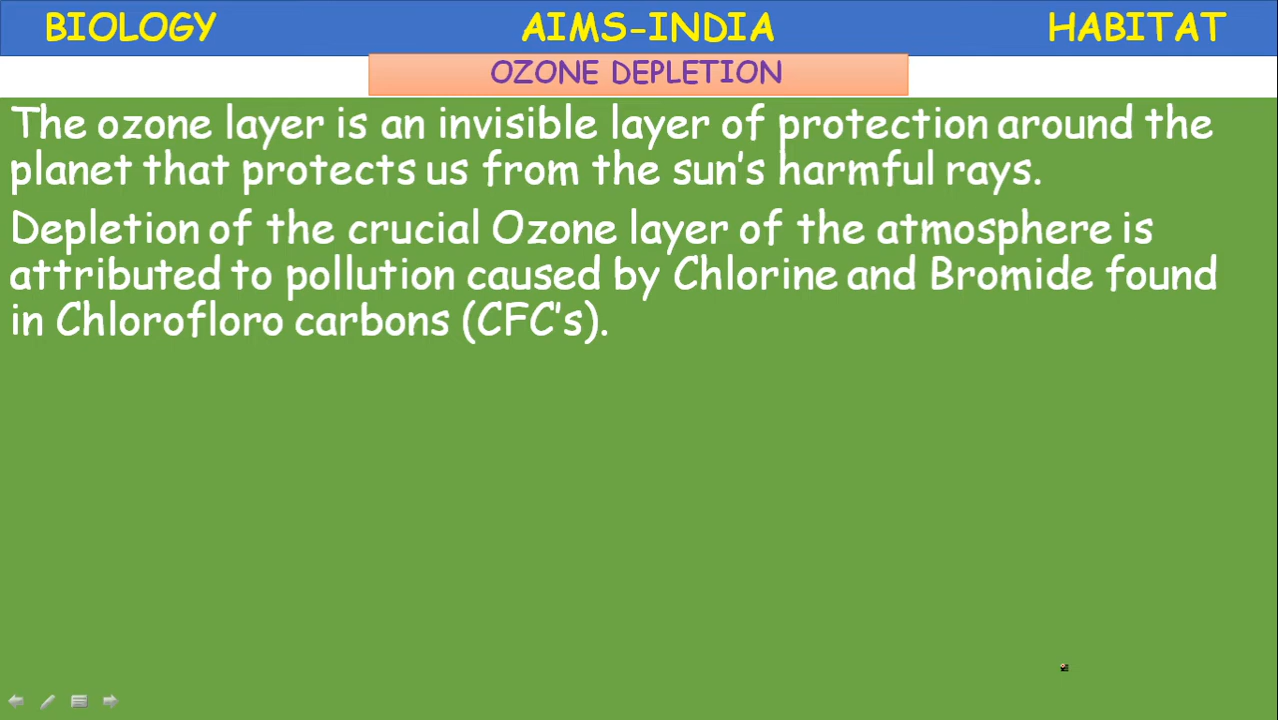 BIOLOGY AIMS-INDIA HABITAT
OZONE DEPLETION
The ozone layer is an invisible layer of protection around the
planet that protects us from the sun's harmful rays.
Depletion of the crucial Ozone layer of the atmosphere is
attributed to pollution caused by Chlorine and Bromide found
in Chlorofloro carbons (CFC's).